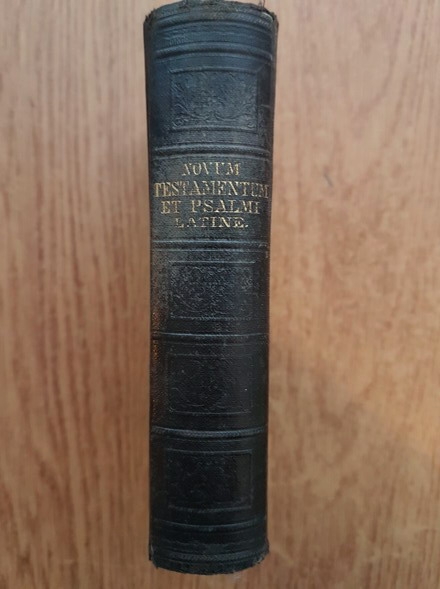 NOVUM
TESTAMENTUM
ET PSALMI
LATINE.